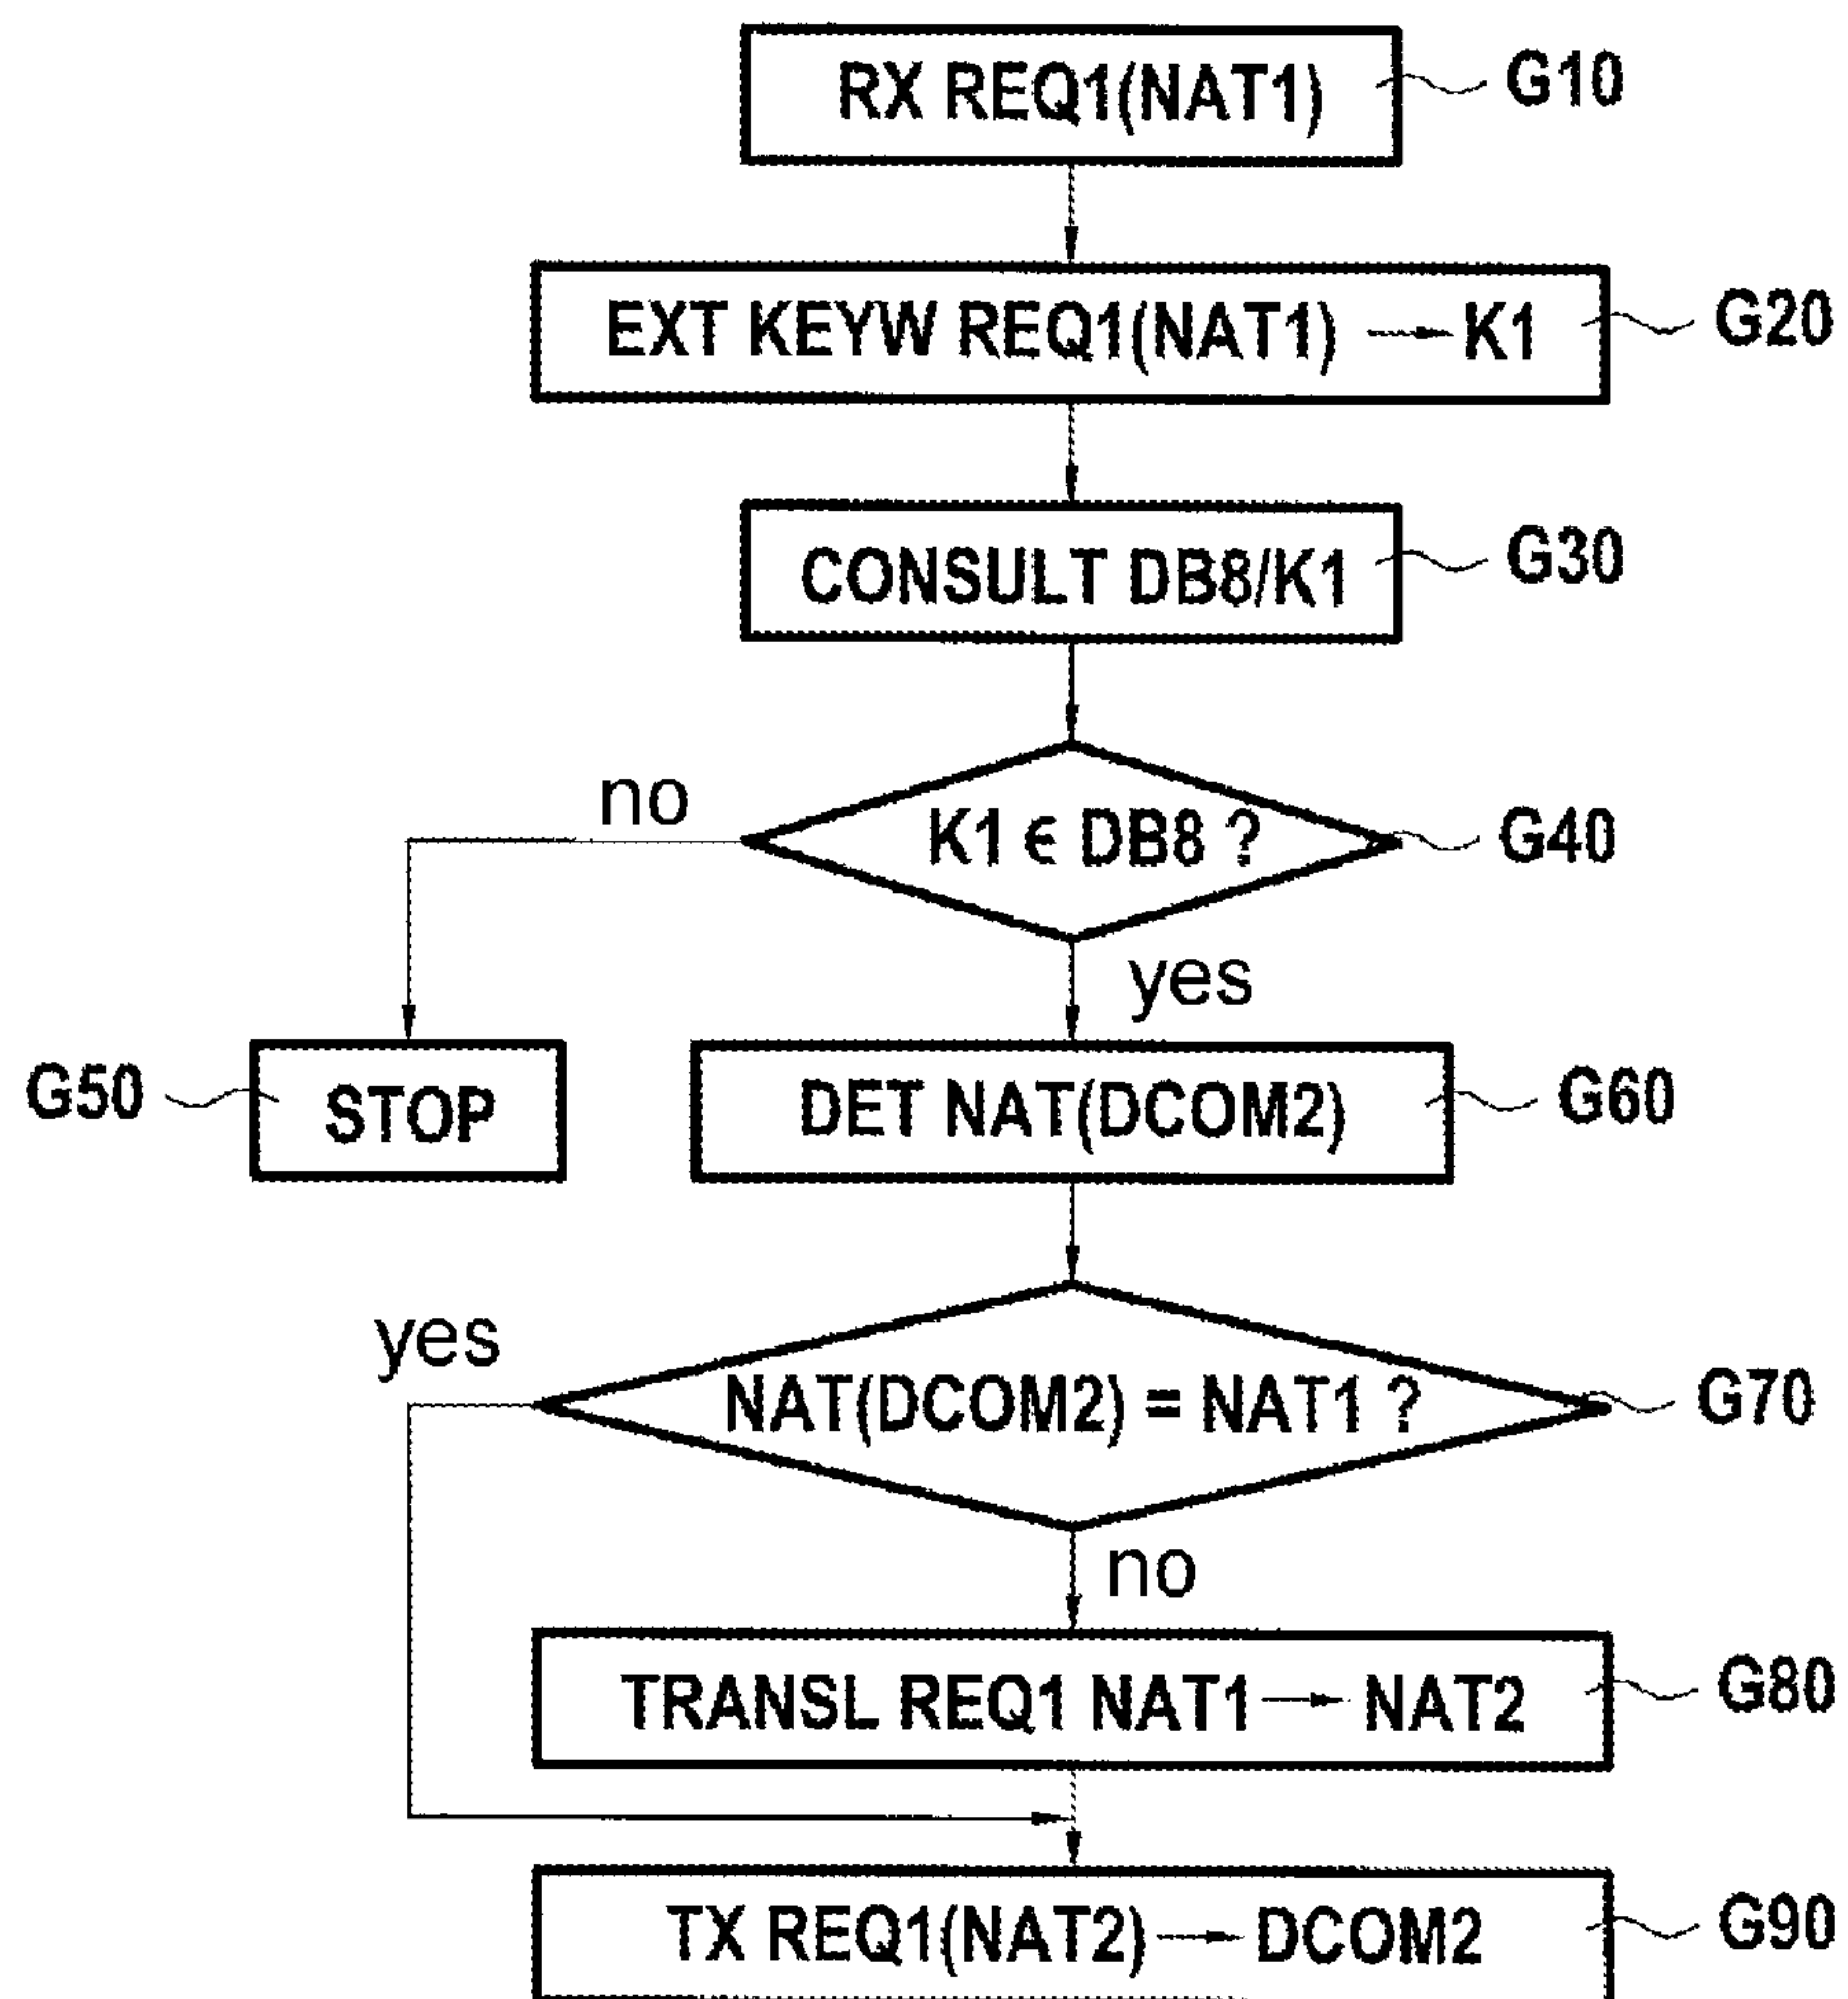 RX REQ1(NAT1)
G10
EXT KEYW REQ1(NAT1) → K1
G20
CONSULT DB8/K1
G30
no
K1 ϵ DB8 ?
G40
yes
G50
STOP
DET NAT(DCOM2)
G60
yes
NAT(DCOM2) = NAT1 ?
G70
no
TRANSL REQ1 NAT1 → NAT2
G80
TX REQ1(NAT2) → DCOM2
G90